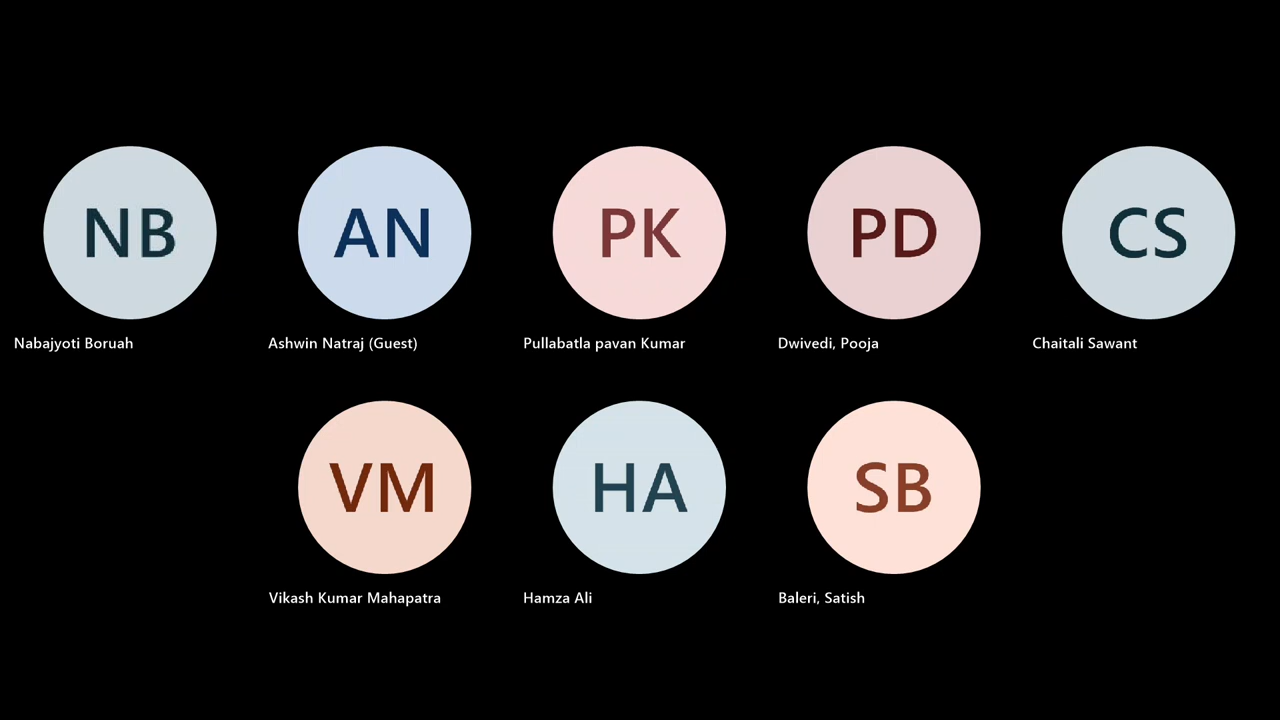 NB AN PK PD CS
Nabajyoti Boruah Ashwin Natraj (Guest) Pullabatla pavan Kumar Dwivedi, Pooja Chaitali Sawant
VM HA SB
Vikash Kumar Mahapatra Hamza Ali Baleri, Satish